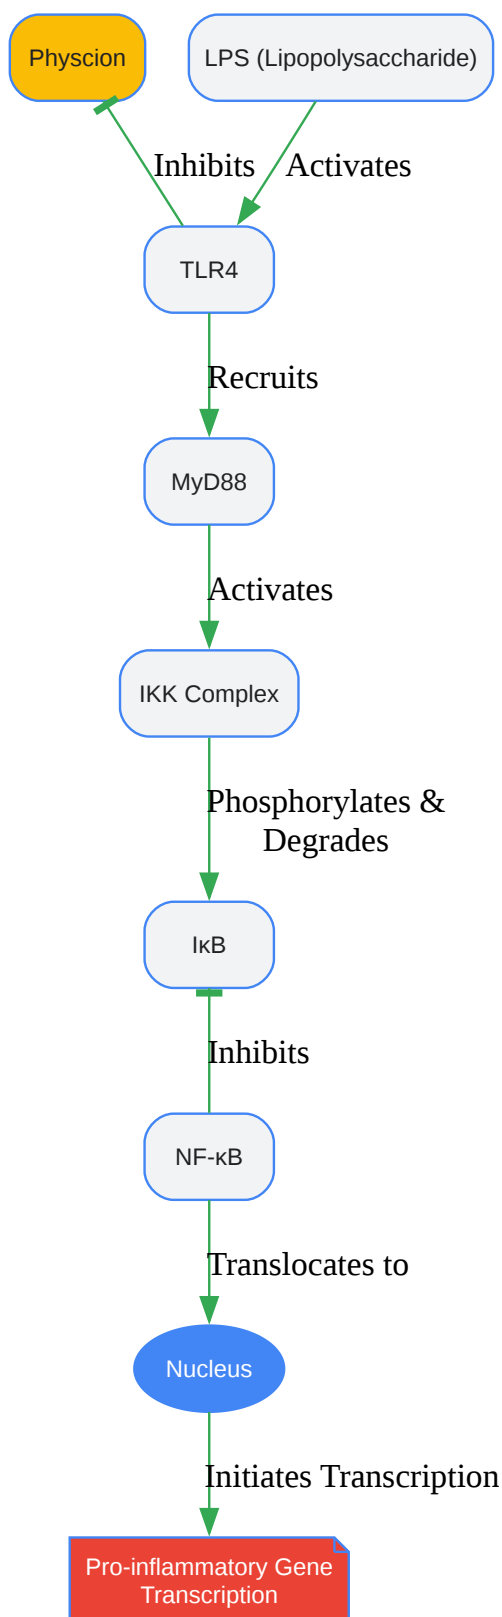 Physcion
LPS (Lipopolysaccharide)
Inhibits
Activates
TLR4
Recruits
MyD88
Activates
IKK Complex
Phosphorylates &
Degrades
IκB
Inhibits
NF-κB
Translocates to
Nucleus
Initiates Transcription
Pro-inflammatory Gene
Transcription